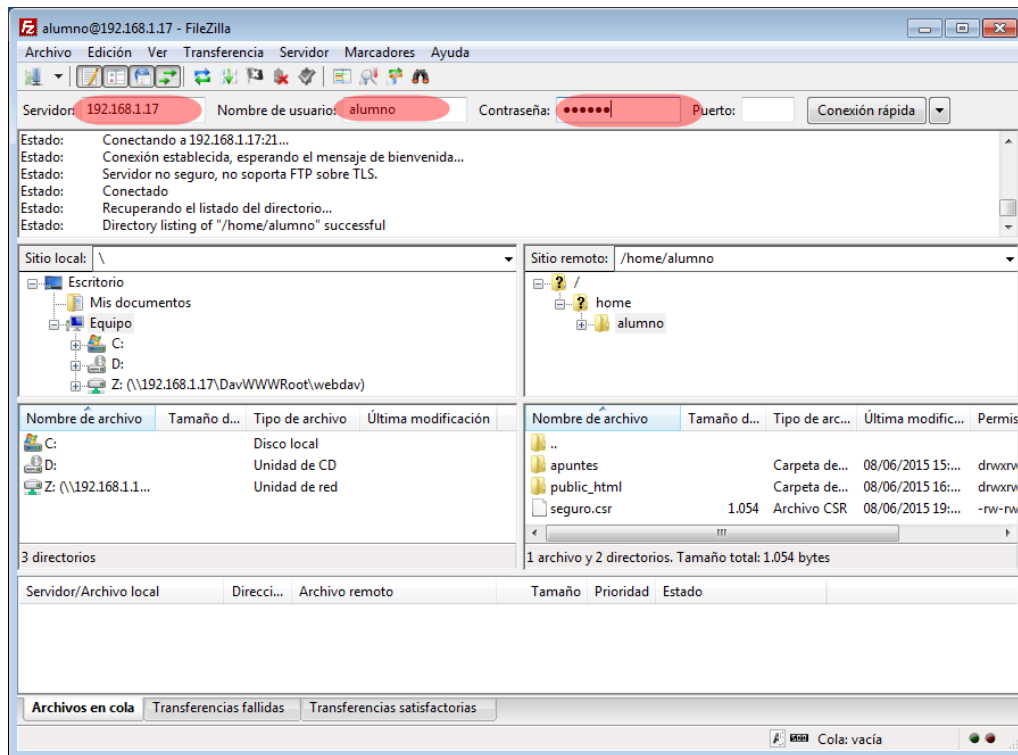 alumno@192.168.1.17 - FileZilla
Archivo Edición Ver Transferencia Servidor Marcadores Ayuda
Servidor: 192.168.1.17 Nombre de usuario: alumno Contraseña: ●●●●●● Puerto: Conexión rápida
Estado: Conectando a 192.168.1.17:21...
Estado: Conexión establecida, esperando el mensaje de bienvenida...
Estado: Servidor no seguro, no soporta FTP sobre TLS.
Estado: Conectado
Estado: Recuperando el listado del directorio...
Estado: Directory listing of "/home/alumno" successful
Sitio local: \
Escritorio
Mis documentos
Equipo
C:
D:
Z: (\\192.168.1.17\DavWWWRoot\webdav)
Sitio remoto: /home/alumno
/
home
alumno
Nombre de archivo Tamaño d... Tipo de archivo Última modificación
C: Disco local
D: Unidad de CD
Z: (\\192.168.1.1... Unidad de red
3 directorios
Nombre de archivo Tamaño d... Tipo de arc... Última modific... Permis
..
apuntes Carpeta de... 08/06/2015 15:... drwxrw
public_html Carpeta de... 08/06/2015 16:... drwxrw
seguro.csr 1.054 Archivo CSR 08/06/2015 19:... -rw-rw
1 archivo y 2 directorios. Tamaño total: 1.054 bytes
Servidor/Archivo local Direcci... Archivo remoto Tamaño Prioridad Estado
Archivos en cola Transferencias fallidas Transferencias satisfactorias
Cola: vacía